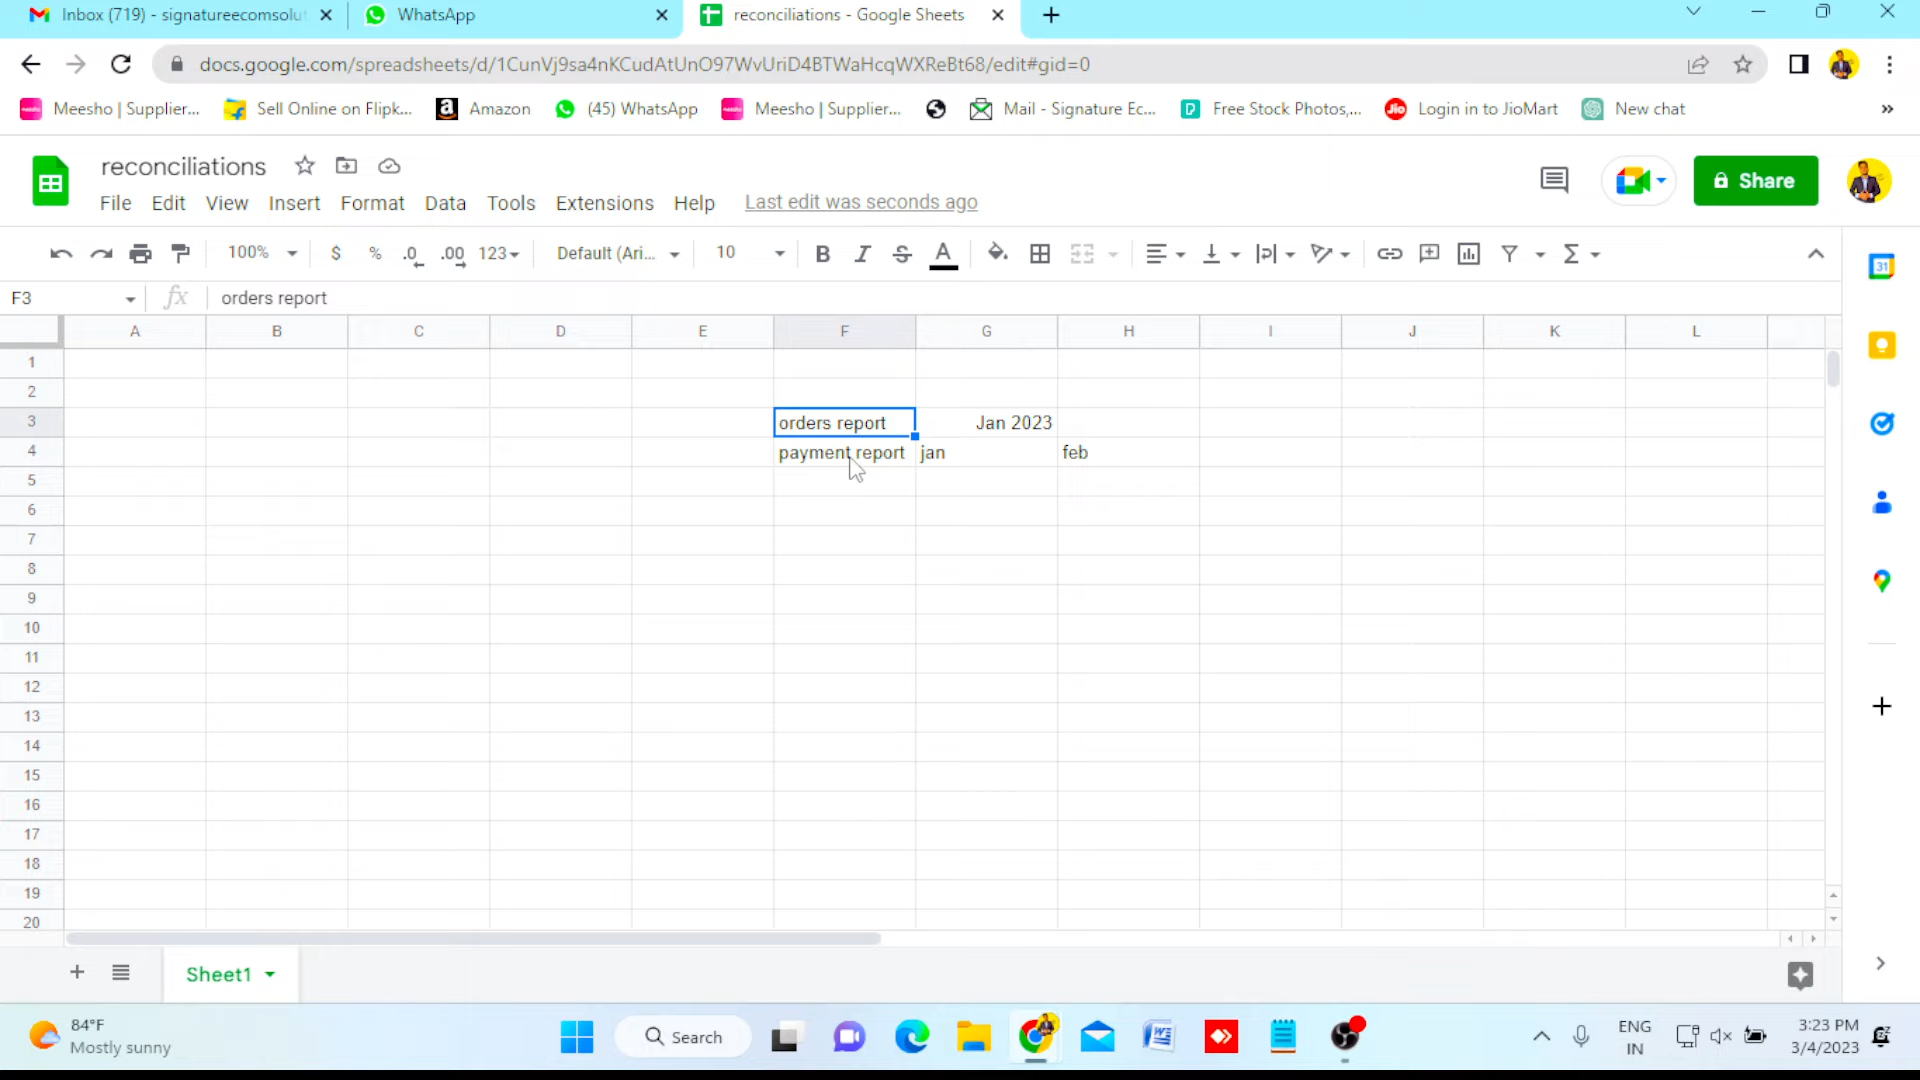 Inbox (719) - signatureecomsolut
WhatsApp
reconciliations - Google Sheets
docs.google.com/spreadsheets/d/1CunVj9sa4nKCudAtUnO97WvUriD4BTWaHcqWXReBt68/edit#gid=0
Meesho | Supplier... Sell Online on Flipk... Amazon (45) WhatsApp Meesho | Supplier... Mail - Signature Ec... Free Stock Photos,... Login in to JioMart New chat »
reconciliations
Share
File Edit View Insert Format Data Tools Extensions Help Last edit was seconds ago
100% $ % .0 .00 123 Default (Ari... 10 B I S A Σ
31
F3 fx orders report
A B C D E F G H I J K L
1
2
3 orders report Jan 2023
4 payment report jan feb
5
6
7
8
9
10
11
12
13
14
15
16
17
18
19
20
Sheet1
84°F
Mostly sunny
Search
ENG
IN
3:23 PM
3/4/2023